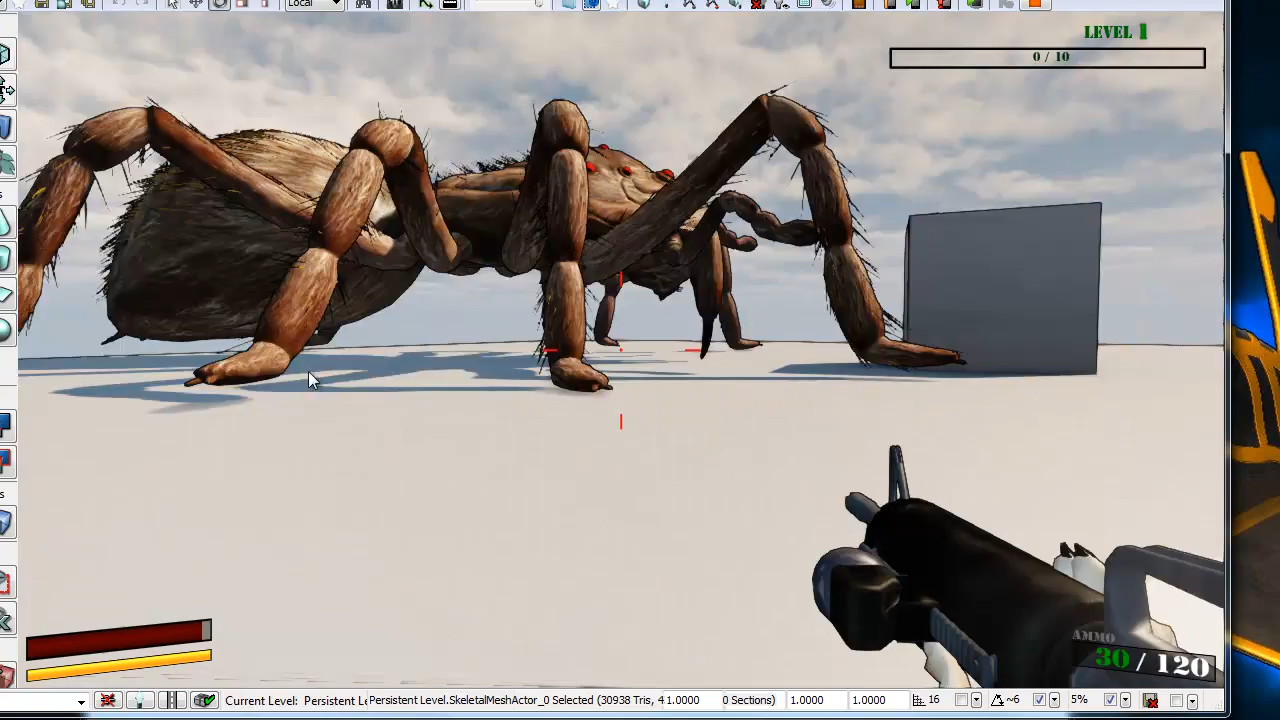 Local
LEVEL 1
0 / 10
s
AMMO
30 / 120
Current Level: Persistent L Persistent Level.SkeletalMeshActor_0 Selected (30938 Tris, 4 1.0000 0 Sections) 1.0000 1.0000 16 ~6 5%